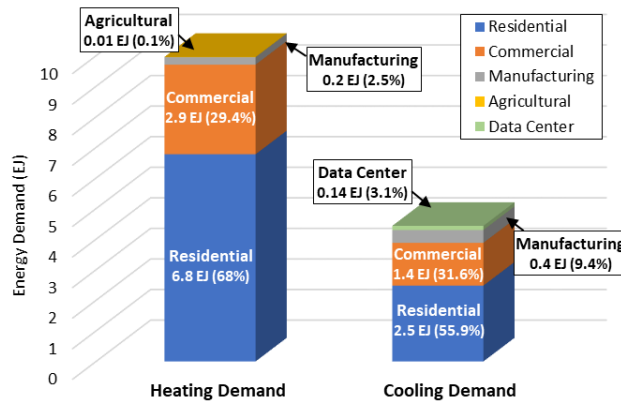 Agricultural
0.01 EJ (0.1%)
Manufacturing
0.2 EJ (2.5%)
Commercial
2.9 EJ (29.4%)
Residential
6.8 EJ (68%)
Residential
Commercial
Manufacturing
Agricultural
Data Center
Data Center
0.14 EJ (3.1%)
Manufacturing
0.4 EJ (9.4%)
Commercial
1.4 EJ (31.6%)
Residential
2.5 EJ (55.9%)
Energy Demand (EJ)
10
9
8
7
6
5
4
3
2
1
0
Heating Demand
Cooling Demand